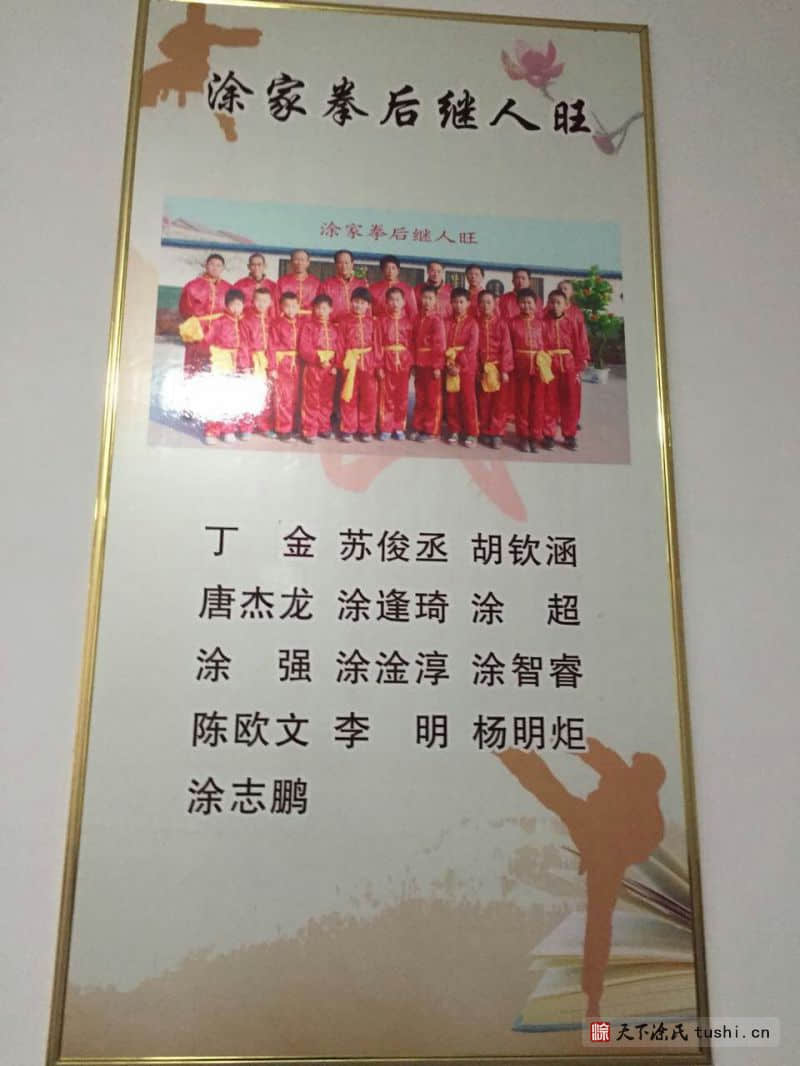 涂家拳后继人旺
涂家拳后继人旺
丁 金 苏俊丞 胡钦涵
唐杰龙 涂逢琦 涂 超
涂 强 涂淦淳 涂智睿
陈欧文 李 明 杨明炬
涂志鹏
涂 天下涂氏 tushi.cn